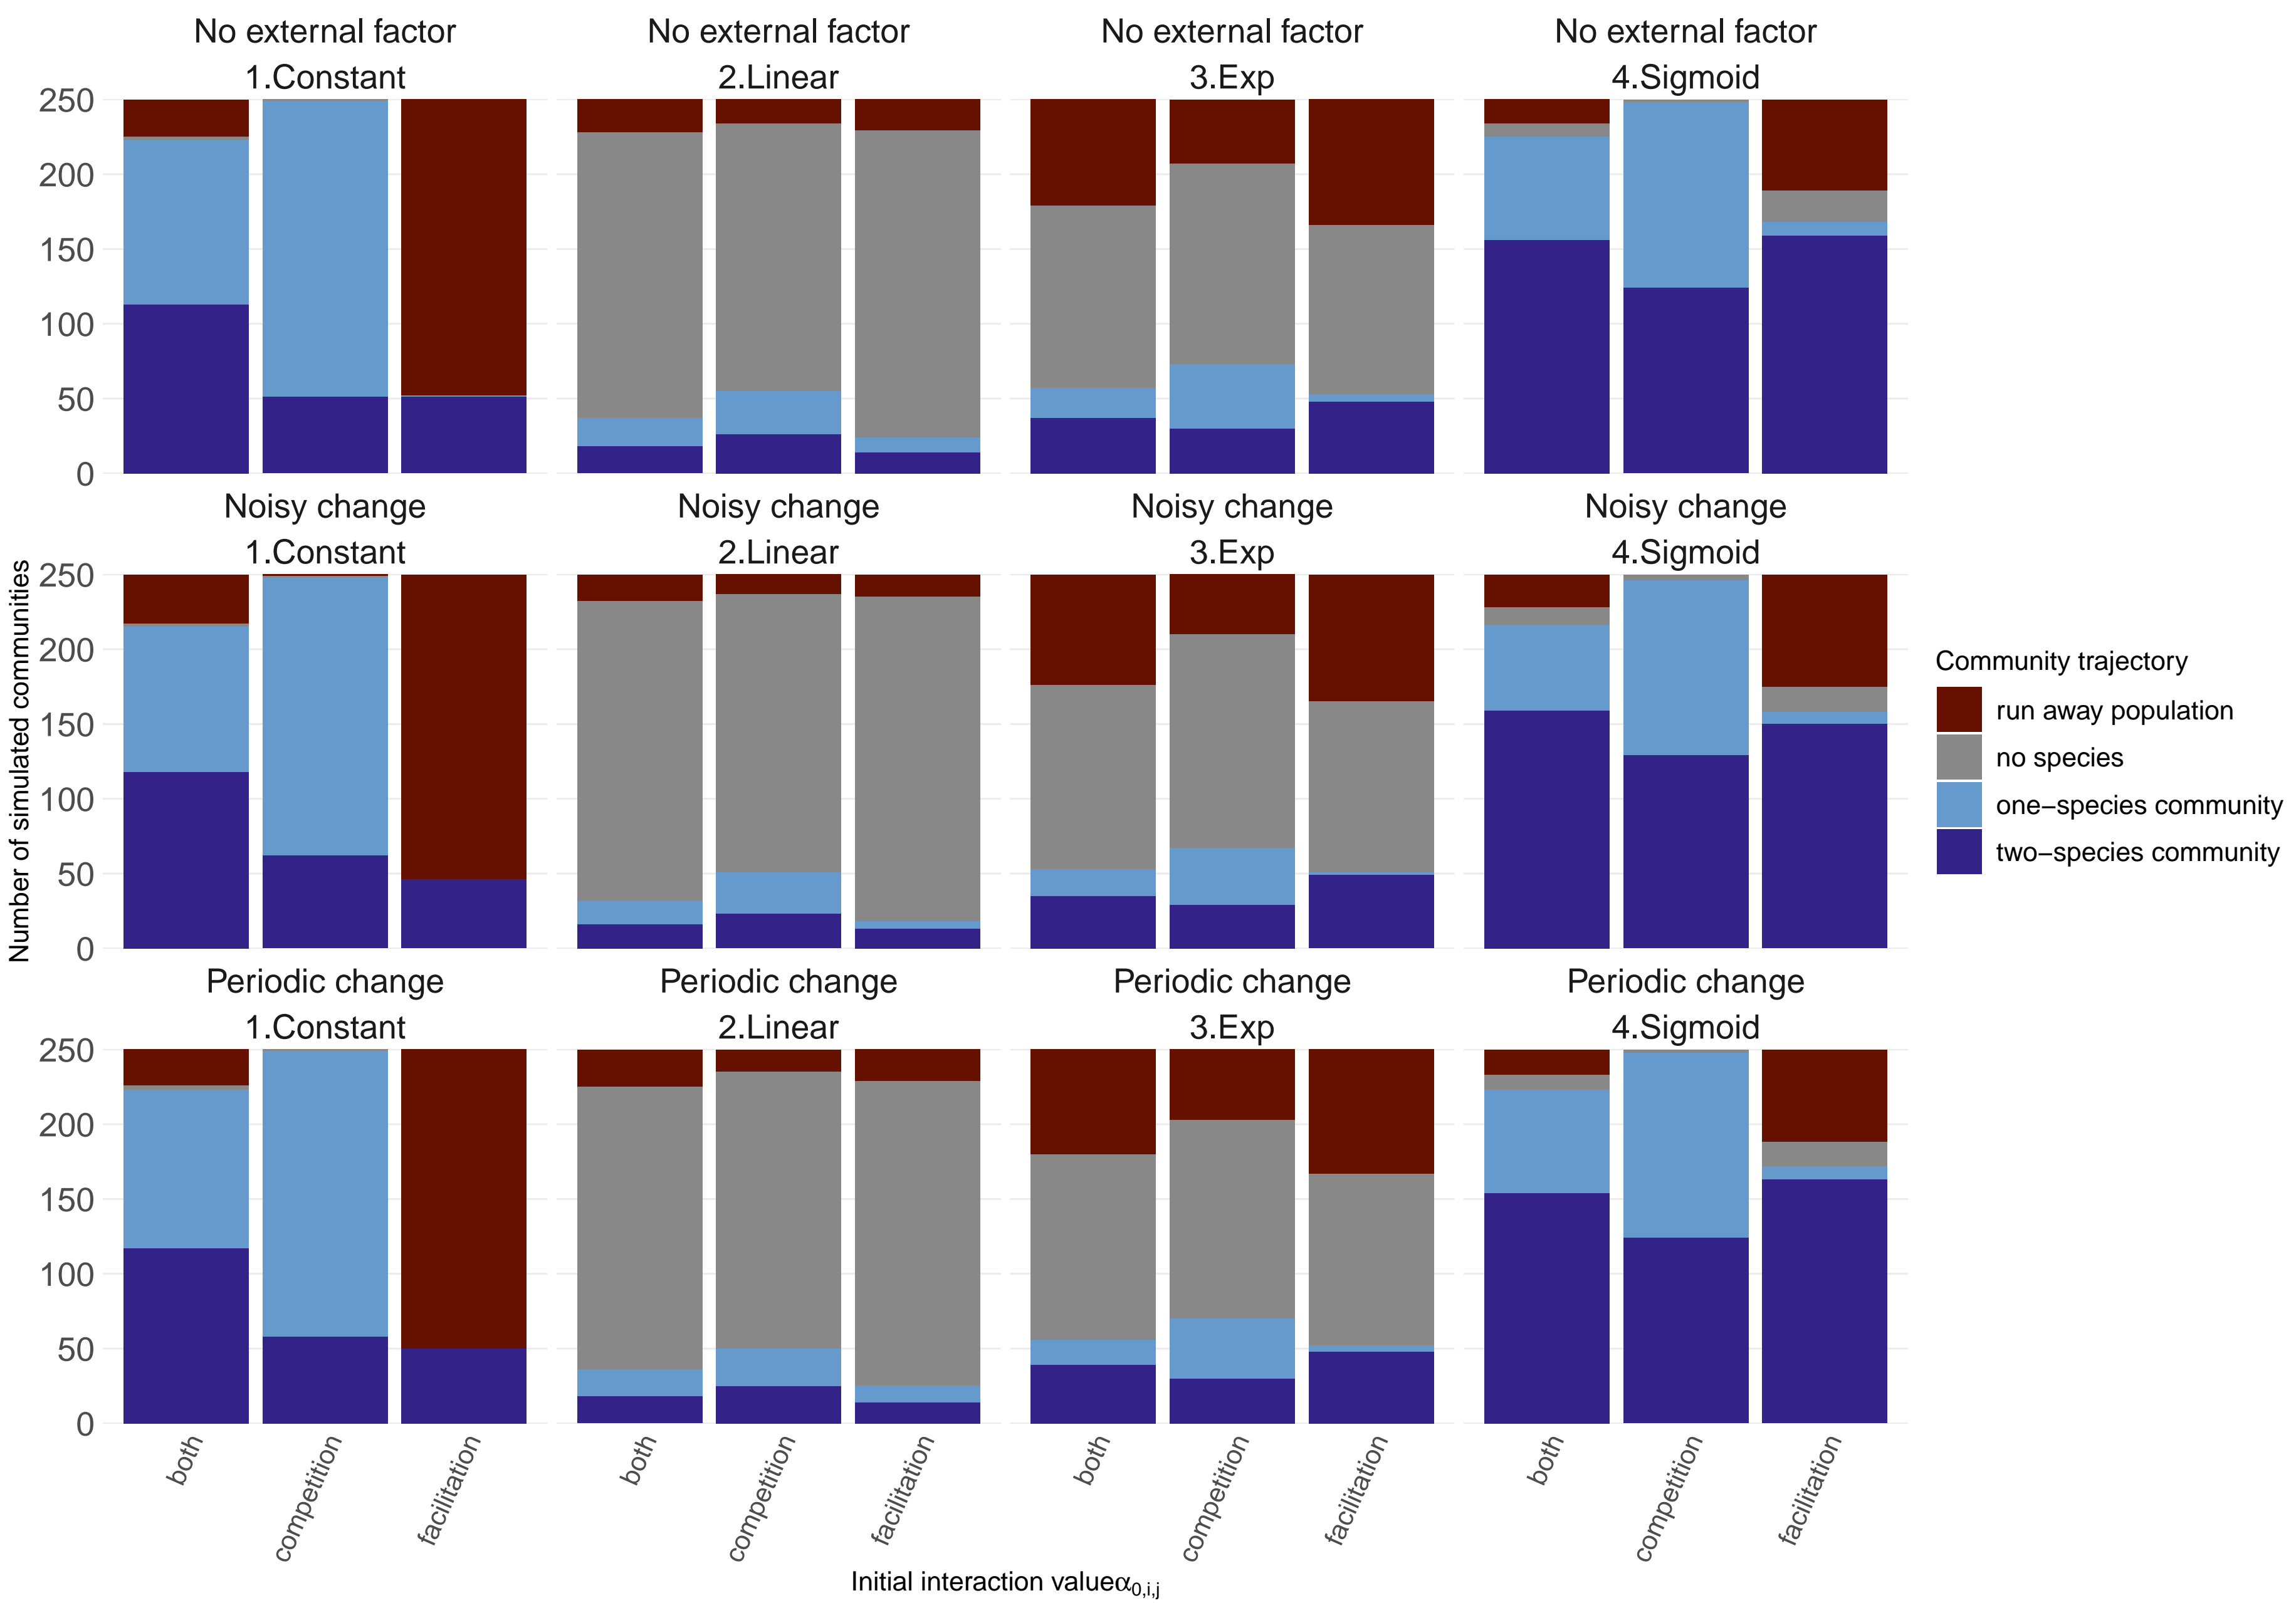 No external factor No external factor No external factor No external factor
1.Constant 2.Linear 3.Exp 4.Sigmoid
250
200
150
100
50
0
Noisy change Noisy change Noisy change Noisy change
1.Constant 2.Linear 3.Exp 4.Sigmoid
250
200
150
100
50
0
Periodic change Periodic change Periodic change Periodic change
1.Constant 2.Linear 3.Exp 4.Sigmoid
250
200
150
100
50
0
both competition facilitation both competition facilitation both competition facilitation both competition facilitation
Initial interaction valueα0,i,j
Number of simulated communities
Community trajectory
run away population
no species
one−species community
two−species community